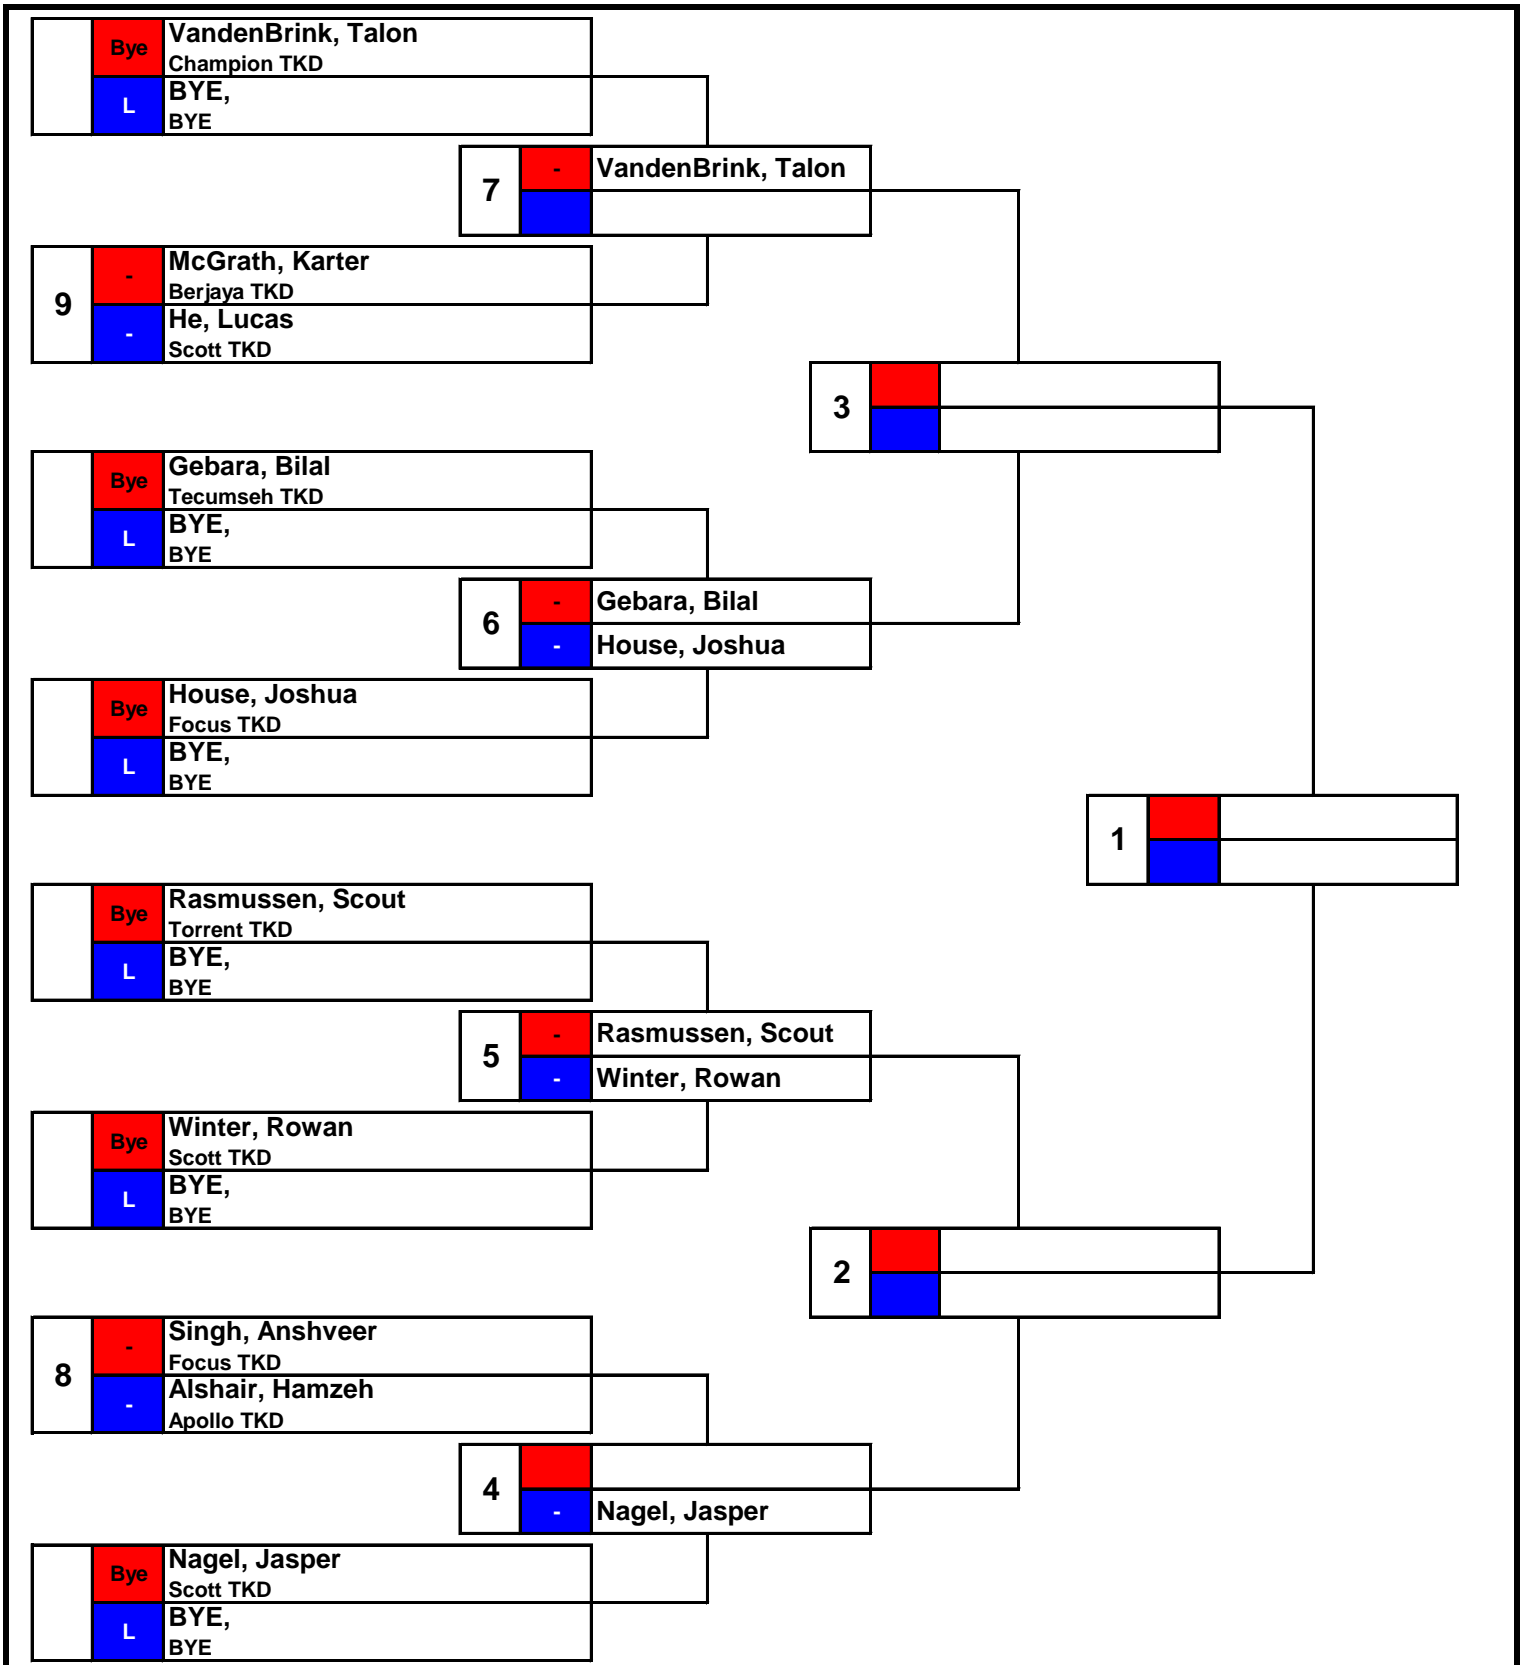 Bye VandenBrink, Talon
Champion TKD
L BYE,
BYE
7 - VandenBrink, Talon
9 - McGrath, Karter
Berjaya TKD
- He, Lucas
Scott TKD
3
Bye Gebara, Bilal
Tecumseh TKD
L BYE,
BYE
6 - Gebara, Bilal
- House, Joshua
Bye House, Joshua
Focus TKD
L BYE,
BYE
1
Bye Rasmussen, Scout
Torrent TKD
L BYE,
BYE
5 - Rasmussen, Scout
- Winter, Rowan
Bye Winter, Rowan
Scott TKD
L BYE,
BYE
2
8 - Singh, Anshveer
Focus TKD
- Alshair, Hamzeh
Apollo TKD
4
- Nagel, Jasper
Bye Nagel, Jasper
Scott TKD
L BYE,
BYE